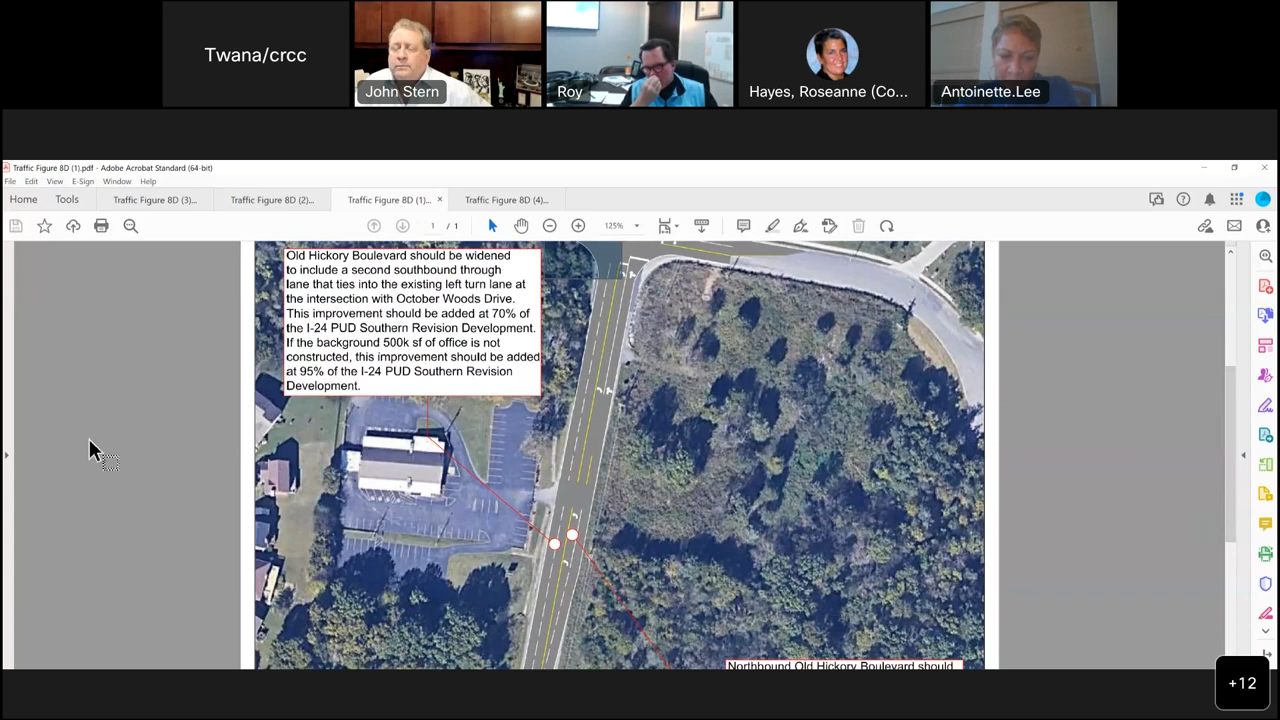 Twana/crcc
John Stern
Roy
Hayes, Roseanne (Co...
Antoinette.Lee
Traffic Figure 8D (1).pdf - Adobe Acrobat Standard (64-bit)
File Edit View E-Sign Window Help
Home Tools Traffic Figure 8D (3)... Traffic Figure 8D (2)... Traffic Figure 8D (1)... × Traffic Figure 8D (4)...
1 / 1 125%
Old Hickory Boulevard should be widened
to include a second southbound through
lane that ties into the existing left turn lane at
the intersection with October Woods Drive.
This improvement should be added at 70% of
the I-24 PUD Southern Revision Development.
If the background 500k sf of office is not
constructed, this improvement should be added
at 95% of the I-24 PUD Southern Revision
Development.
Northbound Old Hickory Boulevard should
+12